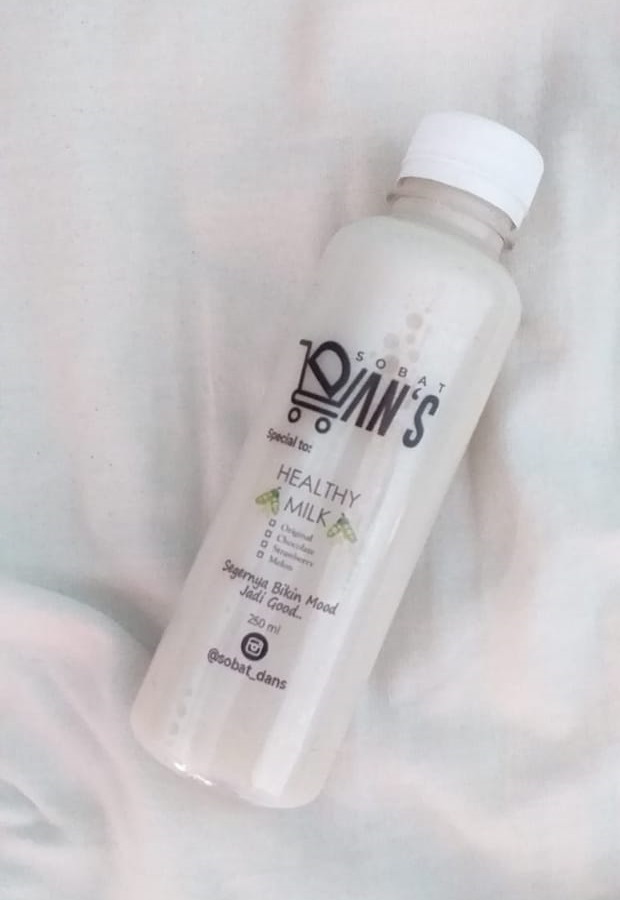 SOBAT
DAN'S
Special to:
HEALTHY
MILK
Original
Chocolate
Strawberry
Melon
Segernya Bikin Mood
Jadi Good..
250 ml
@sobat_dans